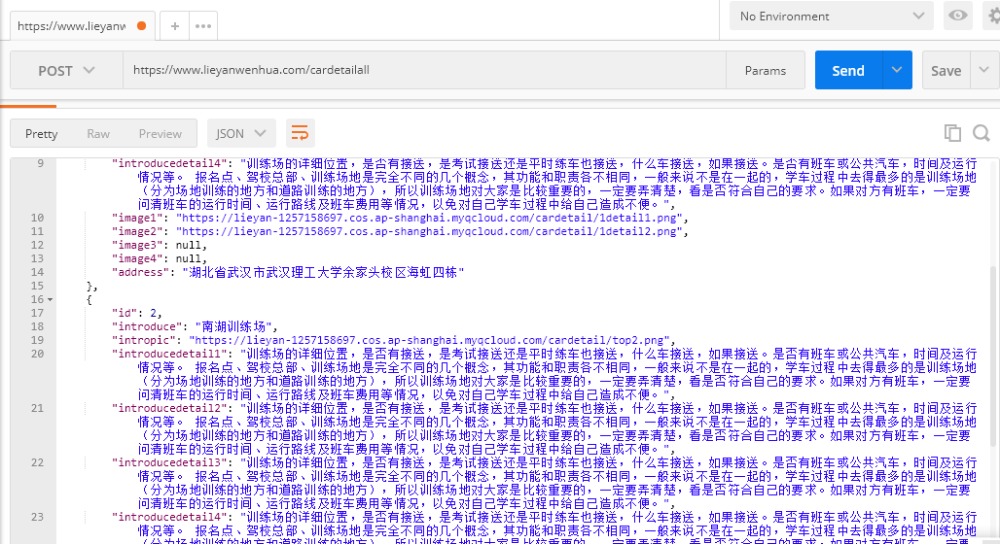 https://www.lieyanw
No Environment
POST
https://www.lieyanwenhua.com/cardetailall
Params
Send
Save
Pretty
Raw
Preview
JSON
9 "introducedetail4": "训练场的详细位置，是否有接送，是考试接送还是平时练车也接送，什么车接送，如果接送。是否有班车或公共汽车，时间及运行
情况等。 报名点、驾校总部、训练场地是完全不同的几个概念，其功能和职责各不相同，一般来说不是在一起的，学车过程中去得最多的是训练场地
（分为场地训练的地方和道路训练的地方），所以训练场地对大家是比较重要的，一定要弄清楚，看是否符合自己的要求。如果对方有班车，一定要
问清班车的运行时间、运行路线及班车费用等情况，以免对自己学车过程中给自己造成不便。",
10 "image1": "https://lieyan-1257158697.cos.ap-shanghai.myqcloud.com/cardetail/1detail1.png",
11 "image2": "https://lieyan-1257158697.cos.ap-shanghai.myqcloud.com/cardetail/1detail2.png",
12 "image3": null,
13 "image4": null,
14 "address": "湖北省武汉市武汉理工大学余家头校区海虹四栋"
15 },
16 {
17 "id": 2,
18 "introduce": "南湖训练场",
19 "intropic": "https://lieyan-1257158697.cos.ap-shanghai.myqcloud.com/cardetail/top2.png",
20 "introducedetail1": "训练场的详细位置，是否有接送，是考试接送还是平时练车也接送，什么车接送，如果接送。是否有班车或公共汽车，时间及运行
情况等。 报名点、驾校总部、训练场地是完全不同的几个概念，其功能和职责各不相同，一般来说不是在一起的，学车过程中去得最多的是训练场地
（分为场地训练的地方和道路训练的地方），所以训练场地对大家是比较重要的，一定要弄清楚，看是否符合自己的要求。如果对方有班车，一定要
问清班车的运行时间、运行路线及班车费用等情况，以免对自己学车过程中给自己造成不便。",
21 "introducedetail2": "训练场的详细位置，是否有接送，是考试接送还是平时练车也接送，什么车接送，如果接送。是否有班车或公共汽车，时间及运行
情况等。 报名点、驾校总部、训练场地是完全不同的几个概念，其功能和职责各不相同，一般来说不是在一起的，学车过程中去得最多的是训练场地
（分为场地训练的地方和道路训练的地方），所以训练场地对大家是比较重要的，一定要弄清楚，看是否符合自己的要求。如果对方有班车，一定要
问清班车的运行时间、运行路线及班车费用等情况，以免对自己学车过程中给自己造成不便。",
22 "introducedetail3": "训练场的详细位置，是否有接送，是考试接送还是平时练车也接送，什么车接送，如果接送。是否有班车或公共汽车，时间及运行
情况等。 报名点、驾校总部、训练场地是完全不同的几个概念，其功能和职责各不相同，一般来说不是在一起的，学车过程中去得最多的是训练场地
（分为场地训练的地方和道路训练的地方），所以训练场地对大家是比较重要的，一定要弄清楚，看是否符合自己的要求。如果对方有班车，一定要
问清班车的运行时间、运行路线及班车费用等情况，以免对自己学车过程中给自己造成不便。",
23 "introducedetail4": "训练场的详细位置，是否有接送，是考试接送还是平时练车也接送，什么车接送，如果接送。是否有班车或公共汽车，时间及运行
情况等。 报名点、驾校总部、训练场地是完全不同的几个概念，其功能和职责各不相同，一般来说不是在一起的，学车过程中去得最多的是训练场地